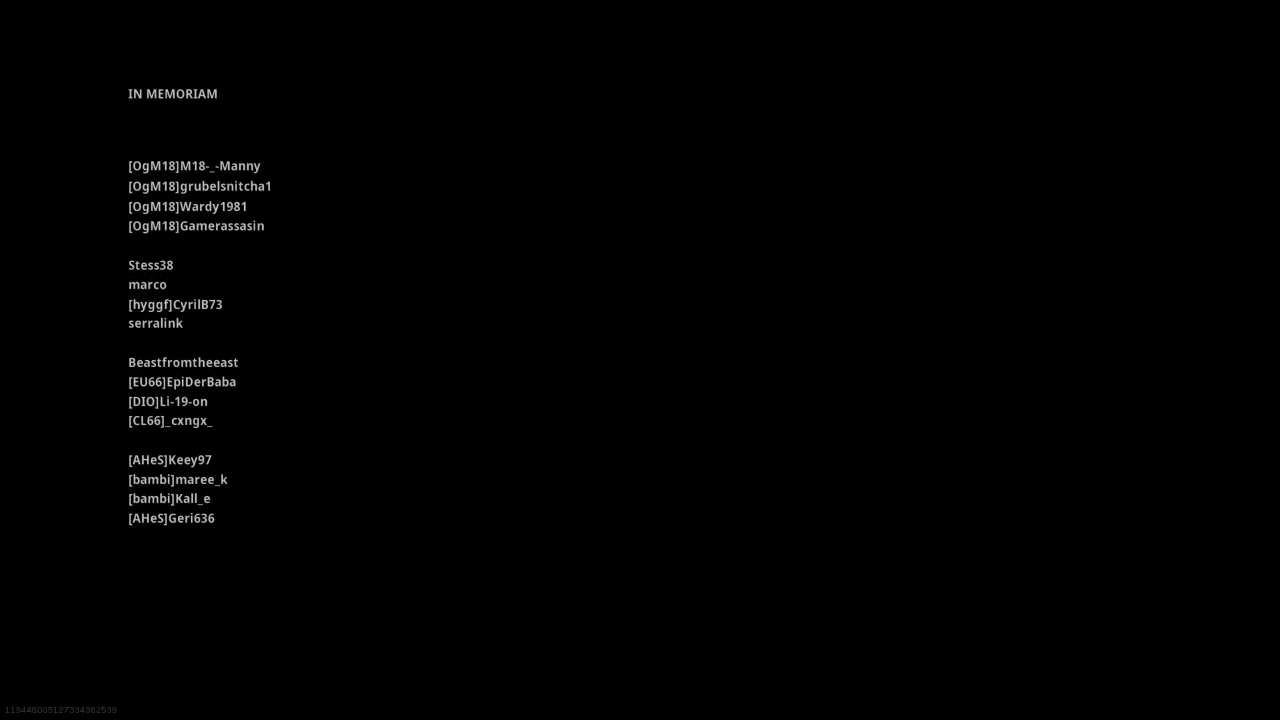 IN MEMORIAM
[OgM18]M18-_-Manny
[OgM18]grubelsnitcha1
[OgM18]Wardy1981
[OgM18]Gamerassasin
Stess38
marco
[hyggf]CyrilB73
serralink
Beastfromtheeast
[EU66]EpiDerBaba
[DIO]Li-19-on
[CL66]_cxngx_
[AHeS]Keey97
[bambi]maree_k
[bambi]Kall_e
[AHeS]Geri636